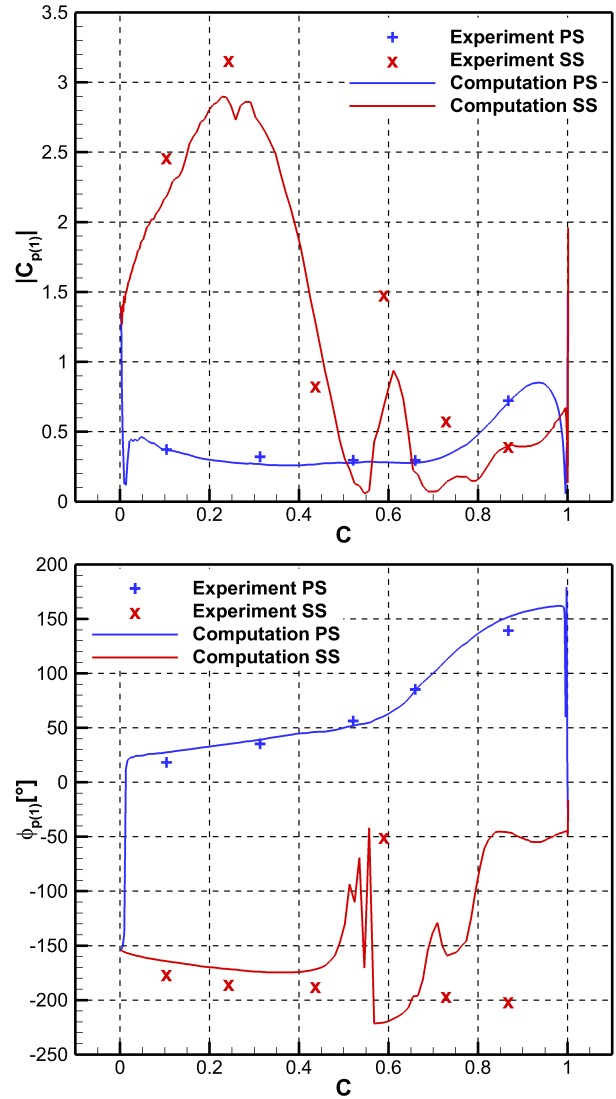 3.5
Experiment PS
Experiment SS
Computation PS
Computation SS
3
2.5
2
1.5
1
0.5
0
|Cp(1)|
0 0.2 0.4 0.6 0.8 1
C
200
Experiment PS
Experiment SS
Computation PS
Computation SS
150
100
50
0
-50
-100
-150
-200
-250
ϕp(1)[°]
0 0.2 0.4 0.6 0.8 1
C